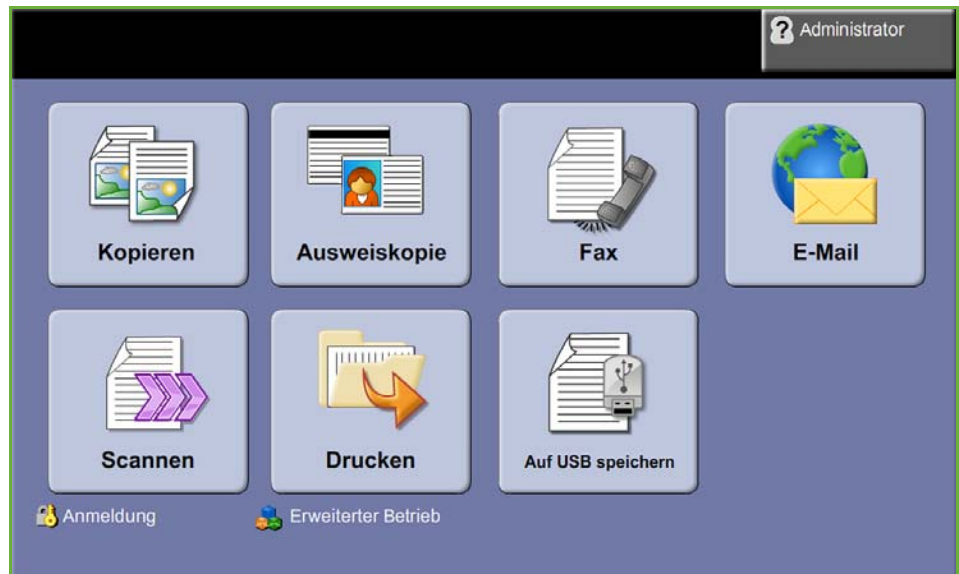 Administrator
Kopieren
Ausweiskopie
Fax
E-Mail
Scannen
Drucken
Auf USB speichern
Anmeldung
Erweiterter Betrieb